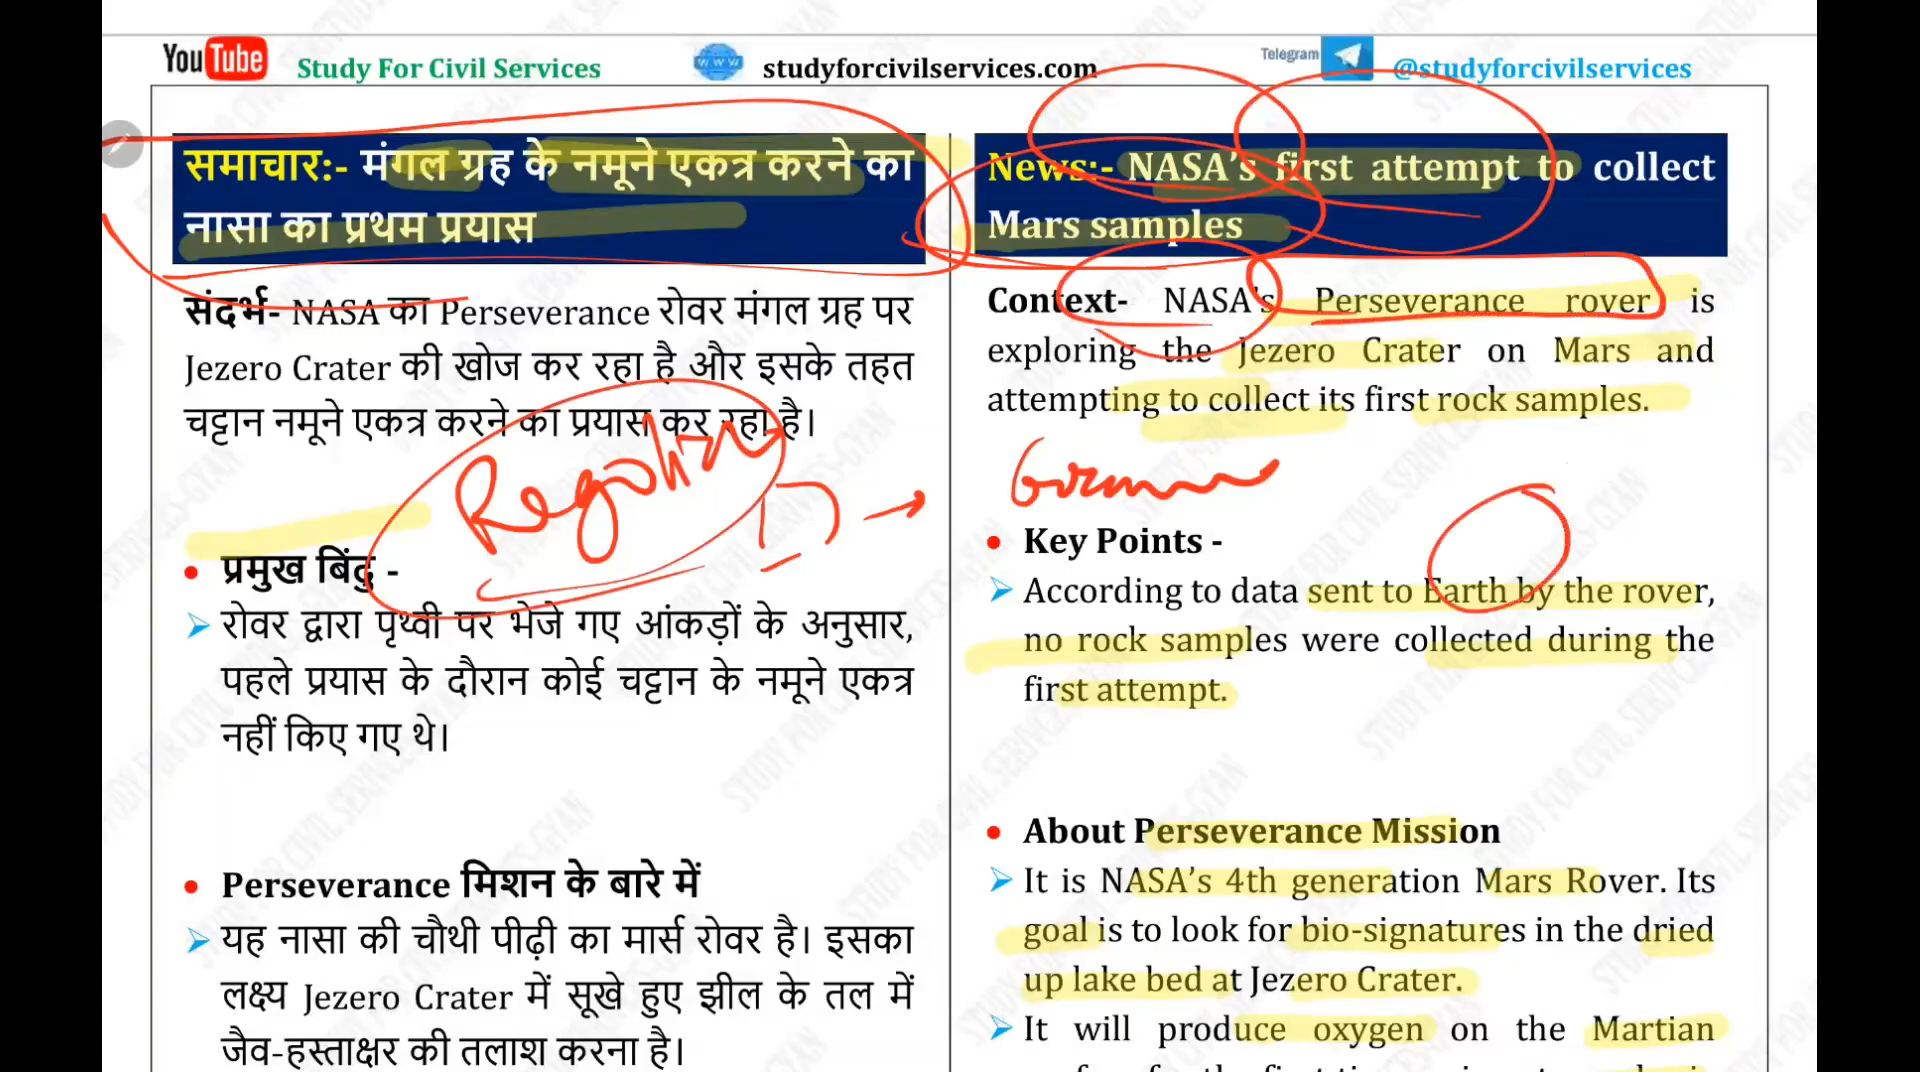 YouTube Study For Civil Services
studyforcivilservices.com
Telegram @studyforcivilservices
समाचार:- मंगल ग्रह के नमूने एकत्र करने का
नासा का प्रथम प्रयास
संदर्भ- NASA का Perseverance रोवर मंगल ग्रह पर
Jezero Crater की खोज कर रहा है और इसके तहत
चट्टान नमूने एकत्र करने का प्रयास कर रहा है।
प्रमुख बिंदु -
रोवर द्वारा पृथ्वी पर भेजे गए आंकड़ों के अनुसार,
पहले प्रयास के दौरान कोई चट्टान के नमूने एकत्र
नहीं किए गए थे।
Perseverance मिशन के बारे में
यह नासा की चौथी पीढ़ी का मार्स रोवर है। इसका
लक्ष्य Jezero Crater में सूखे हुए झील के तल में
जैव-हस्ताक्षर की तलाश करना है।
News:- NASA's first attempt to collect
Mars samples
Context- NASA's Perseverance rover is
exploring the Jezero Crater on Mars and
attempting to collect its first rock samples.
Key Points -
According to data sent to Earth by the rover,
no rock samples were collected during the
first attempt.
About Perseverance Mission
It is NASA's 4th generation Mars Rover. Its
goal is to look for bio-signatures in the dried
up lake bed at Jezero Crater.
It will produce oxygen on the Martian